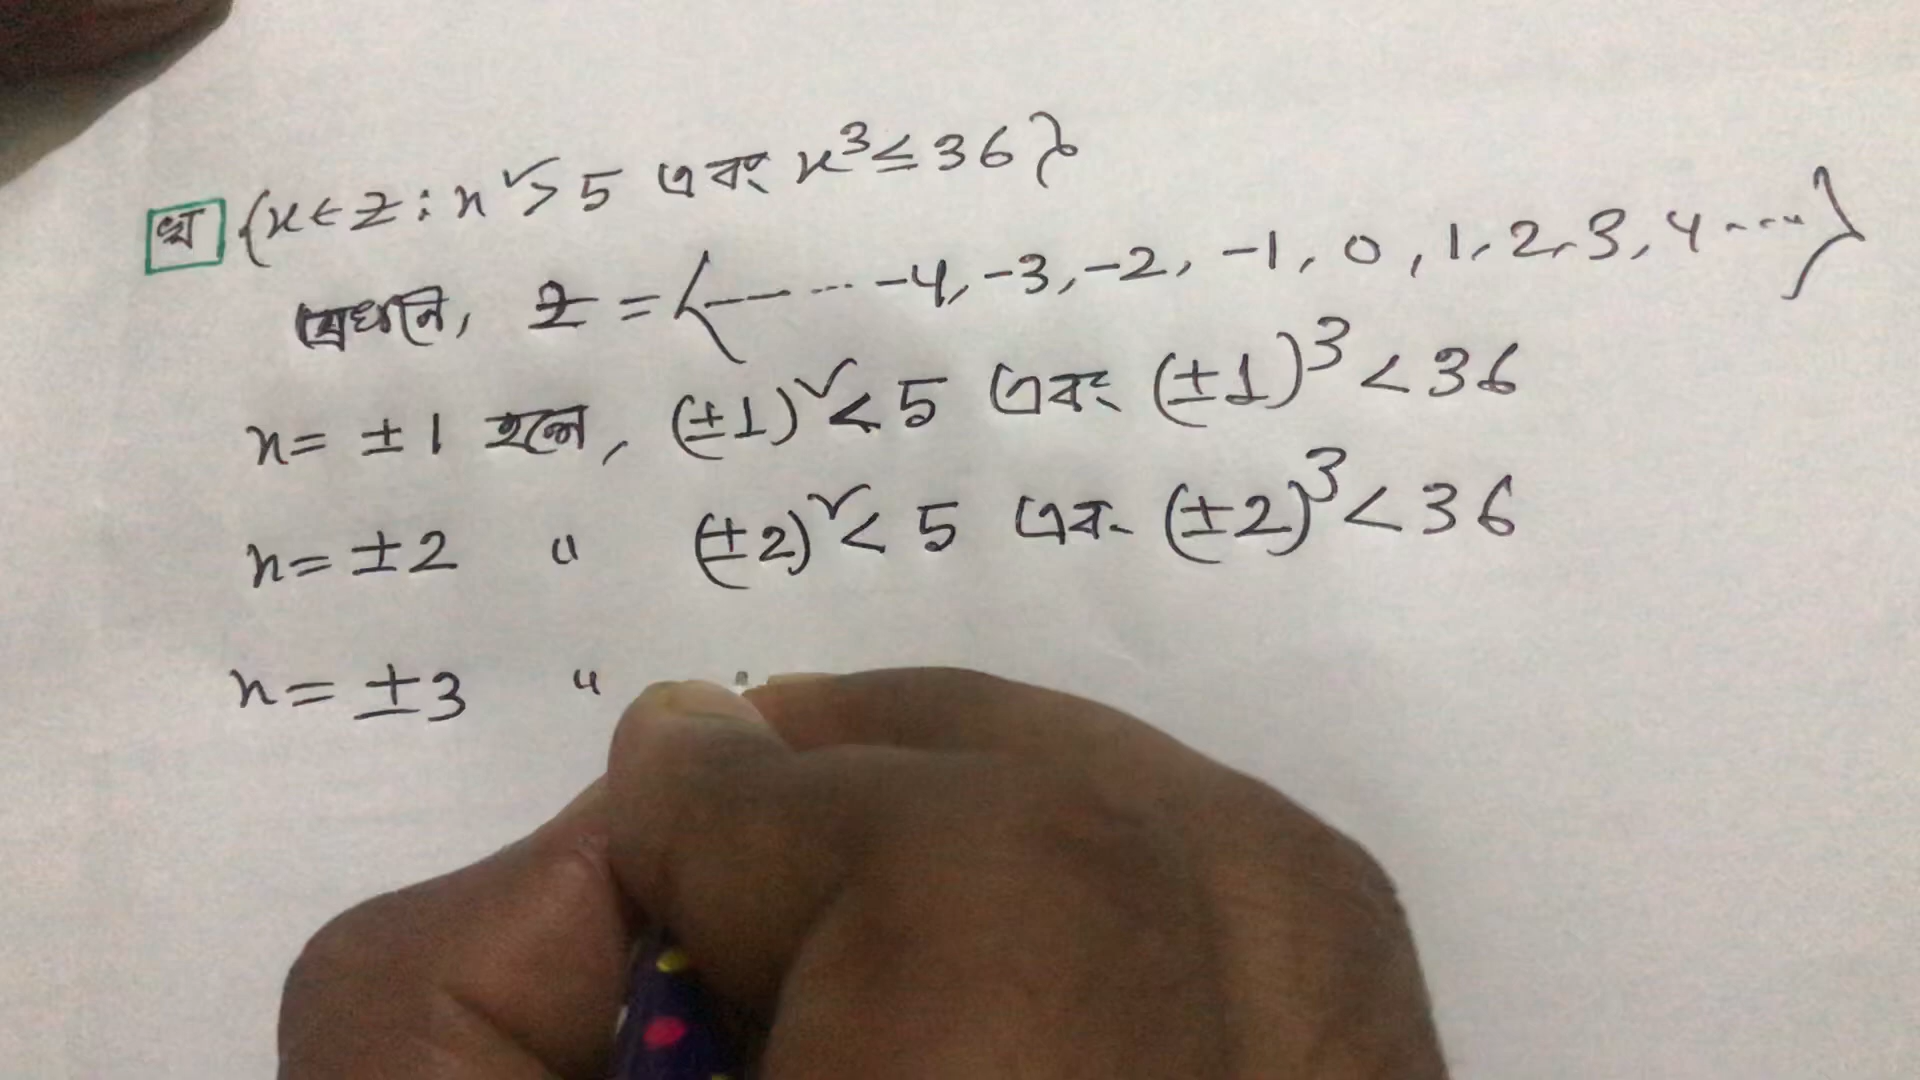 খ {x ∈ Z : x² > 5 এবং x³ ≤ 36}
এখানে, Z = {---- ... -4, -3, -2, -1, 0, 1, 2, 3, 4 ....}
x = ±1 হলে, (±1)² < 5 এবং (±1)³ < 36
x = ±2 " (±2)² < 5 এবং (±2)³ < 36
x = ±3 "